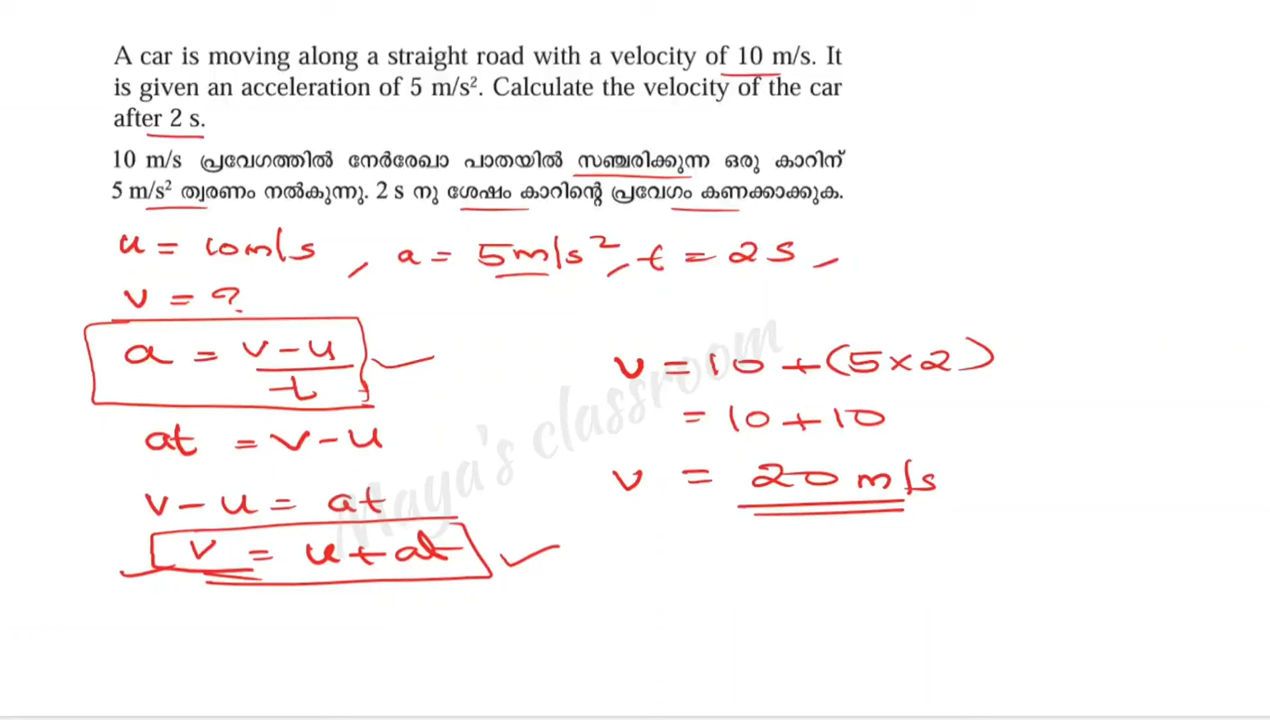 A car is moving along a straight road with a velocity of 10 m/s. It
is given an acceleration of 5 m/s². Calculate the velocity of the car
after 2 s.
10 m/s പ്രവേഗത്തിൽ നേർരേഖാ പാതയിൽ സഞ്ചരിക്കുന്ന ഒരു കാറിന്
5 m/s² ത്വരണം നൽകുന്നു. 2 s നു ശേഷം കാറിന്റെ പ്രവേഗം കണക്കാക്കുക.
u = 10 m/s , a = 5m/s², t = 2 s,
v = ?
a = v-u/t
at = v-u
v-u = at
v = u+at
v = 10 + (5×2)
= 10+10
v = 20 m/s
Maya's classroom